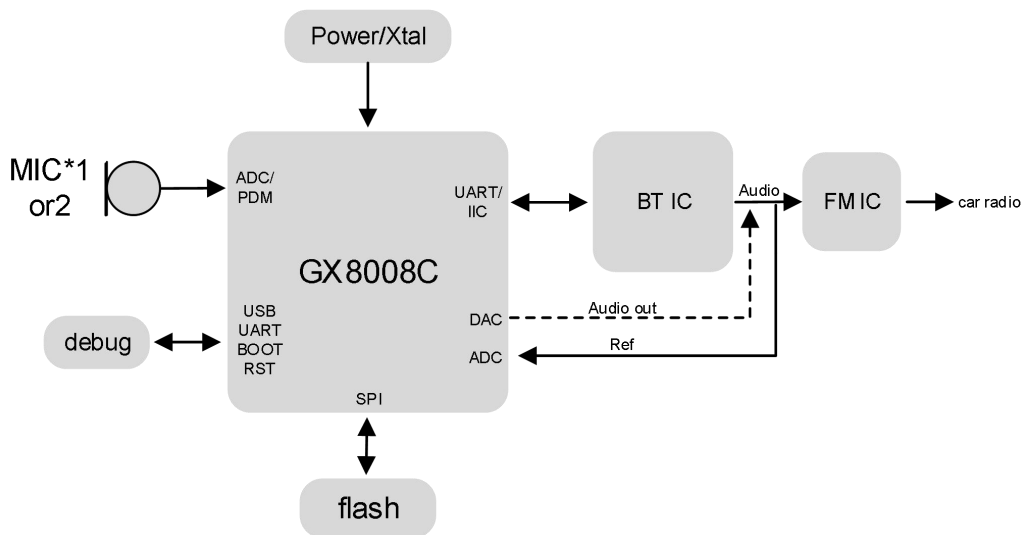 Power/Xtal
MIC*1
or2
ADC/
PDM
UART/
IIC
BT IC
Audio
FM IC
car radio
GX8008C
debug
USB
UART
BOOT
RST
DAC
Audio out
ADC
Ref
SPI
flash